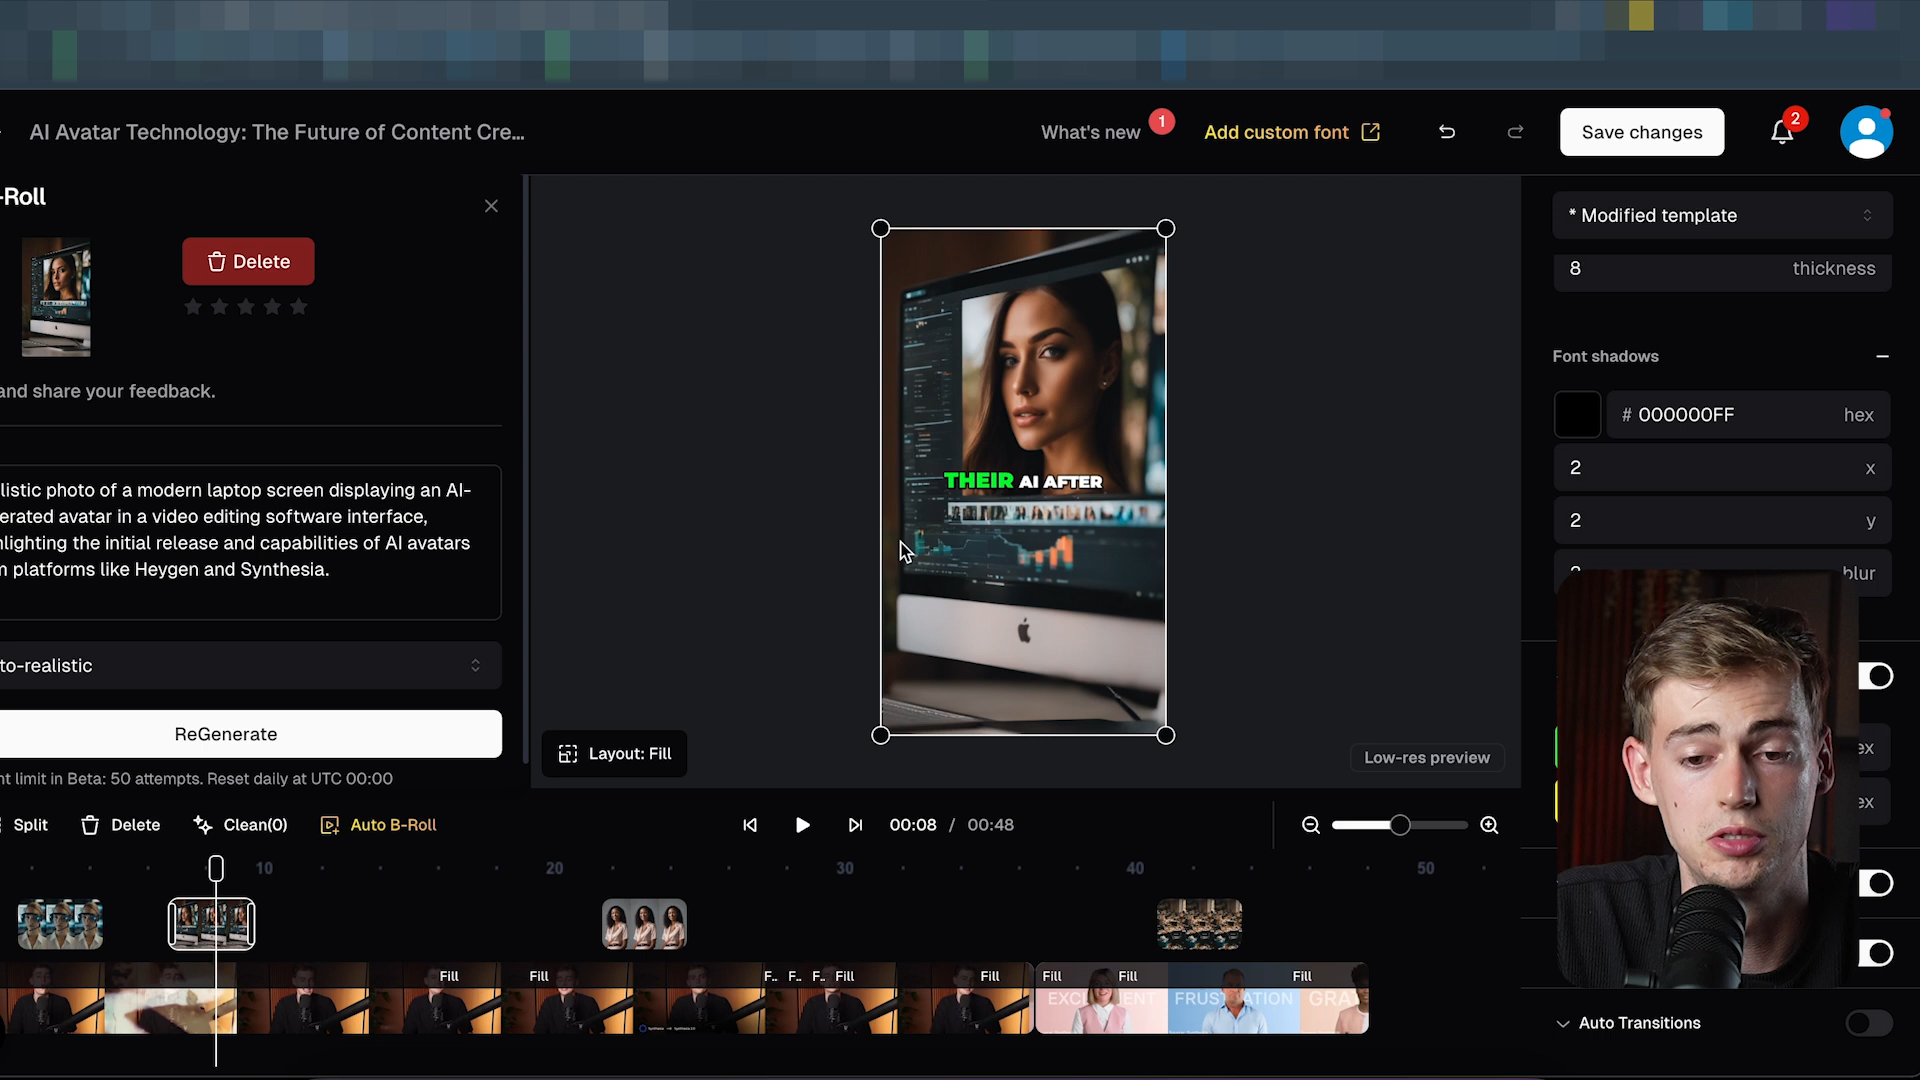 AI Avatar Technology: The Future of Content Cre...
What's new
1
Add custom font
Save changes
2
-Roll
Delete
and share your feedback.
listic photo of a modern laptop screen displaying an AI-
erated avatar in a video editing software interface,
hlighting the initial release and capabilities of AI avatars
m platforms like Heygen and Synthesia.
to-realistic
ReGenerate
nt limit in Beta: 50 attempts. Reset daily at UTC 00:00
THEIR AI AFTER
Layout: Fill
Low-res preview
* Modified template
8 thickness
Font shadows
# 000000FF hex
2 x
2 y
blur
ex
ex
Auto Transitions
Split
Delete
Clean(0)
Auto B-Roll
00:08 / 00:48
10 20 30 40 50
Fill Fill F.. F.. F.. Fill Fill Fill Fill Fill
FRUSTATION GRA